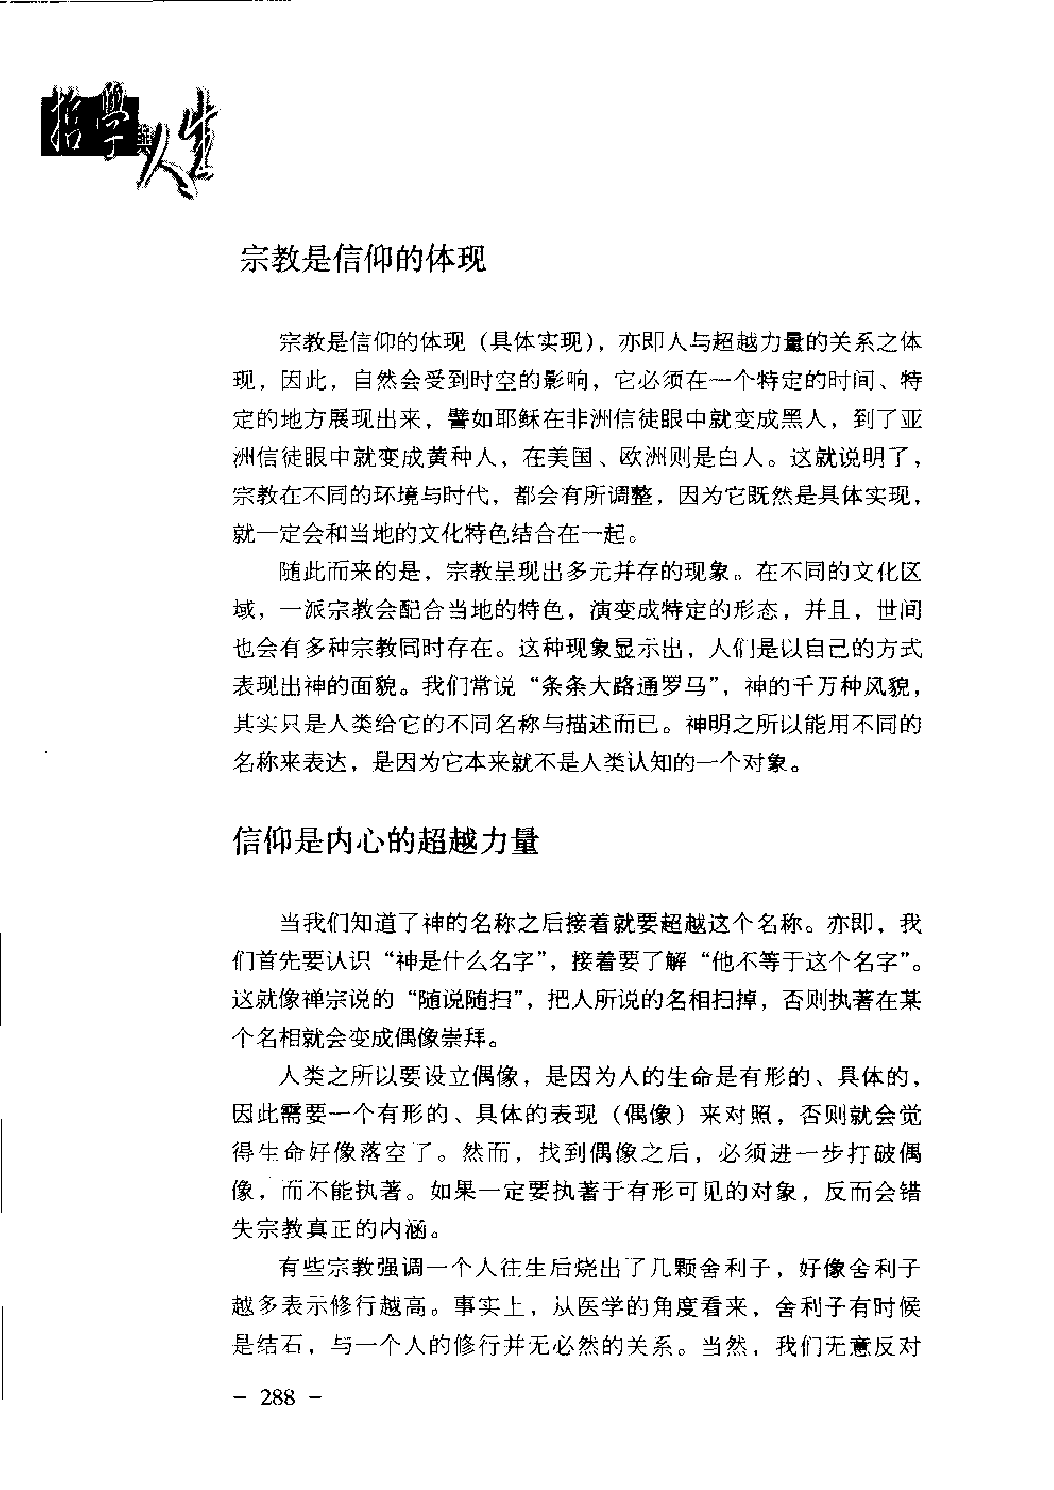 哲學與人生
宗教是信仰的体现
宗教是信仰的体现（具体实现），亦即人与超越力量的关系之体
现，因此，自然会受到时空的影响，它必须在一个特定的时间、特
定的地方展现出来，譬如耶稣在非洲信徒眼中就变成黑人，到了亚
洲信徒眼中就变成黄种人，在美国、欧洲则是白人。这就说明了，
宗教在不同的环境与时代，都会有所调整，因为它既然是具体实现，
就一定会和当地的文化特色结合在一起。
随此而来的是，宗教呈现出多元并存的现象。在不同的文化区
域，一派宗教会配合当地的特色，演变成特定的形态，并且，世间
也会有多种宗教同时存在。这种现象显示出，人们是以自己的方式
表现出神的面貌。我们常说“条条大路通罗马”，神的千万种风貌，
其实只是人类给它的不同名称与描述而已。神明之所以能用不同的
名称来表达，是因为它本来就不是人类认知的一个对象。
信仰是内心的超越力量
当我们知道了神的名称之后接着就要超越这个名称。亦即，我
们首先要认识“神是什么名字”，接着要了解“他不等于这个名字”。
这就像禅宗说的“随说随扫”，把人所说的名相扫掉，否则执著在某
个名相就会变成偶像崇拜。
人类之所以要设立偶像，是因为人的生命是有形的、具体的，
因此需要一个有形的、具体的表现（偶像）来对照，否则就会觉
得生命好像落空了。然而，找到偶像之后，必须进一步打破偶
像，而不能执著。如果一定要执著于有形可见的对象，反而会错
失宗教真正的内涵。
有些宗教强调一个人往生后烧出了几颗舍利子，好像舍利子
越多表示修行越高。事实上，从医学的角度看来，舍利子有时候
是结石，与一个人的修行并无必然的关系。当然，我们无意反对
－ 288 －